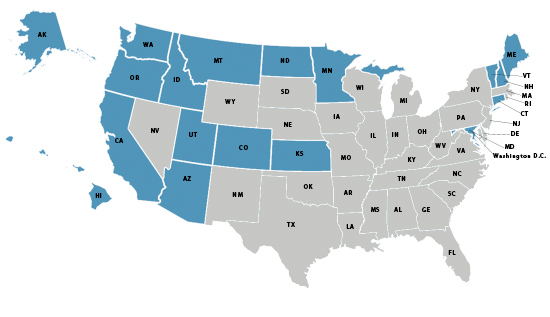 AK
WA
MT
ND
MN
ME
OR
ID
SD
WI
MI
NY
VT
NH
MA
RI
CT
WY
NE
IA
PA
NJ
NV
UT
CO
KS
MO
IL
IN
OH
WV
VA
DE
MD
Washington D.C.
CA
KY
AZ
NM
OK
AR
TN
NC
SC
HI
TX
LA
MS
AL
GE
FL